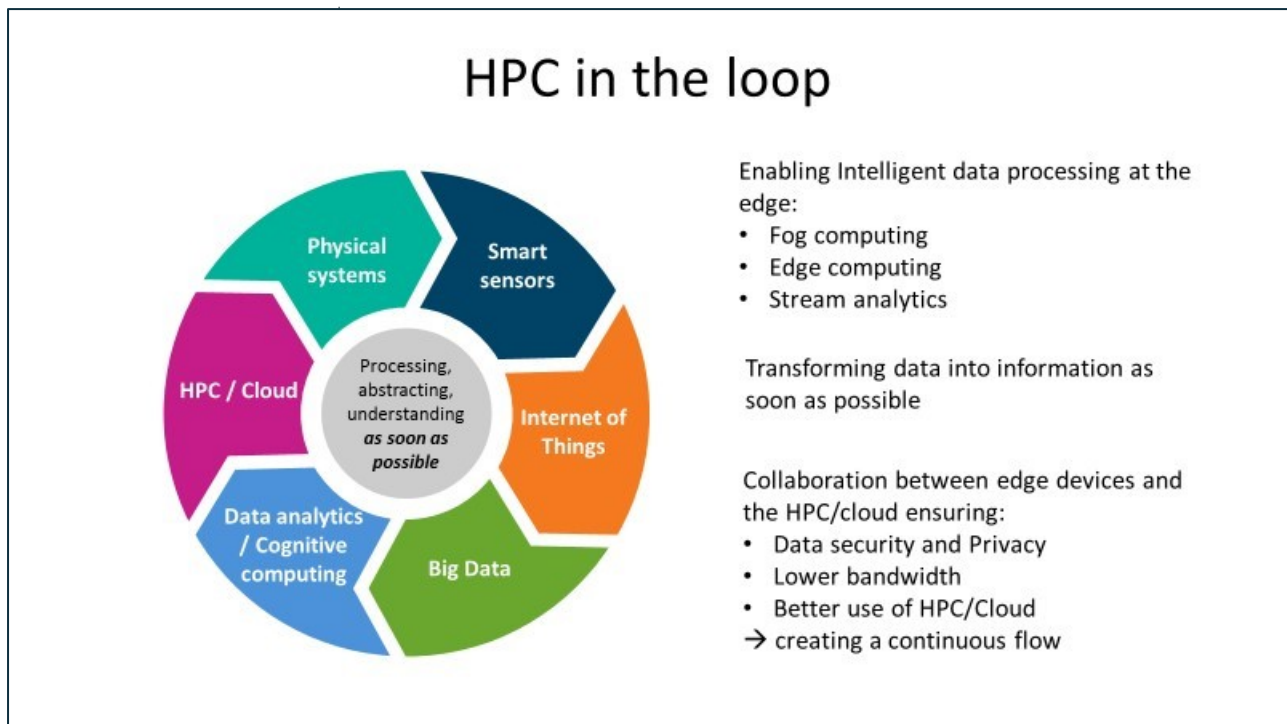 HPC in the loop
Physical
systems
Smart
sensors
Internet of
Things
Big Data
Data analytics
/ Cognitive
computing
HPC / Cloud
Processing,
abstracting,
understanding
as soon as
possible
Enabling Intelligent data processing at the
edge:
• Fog computing
• Edge computing
• Stream analytics
Transforming data into information as
soon as possible
Collaboration between edge devices and
the HPC/cloud ensuring:
• Data security and Privacy
• Lower bandwidth
• Better use of HPC/Cloud
→ creating a continuous flow